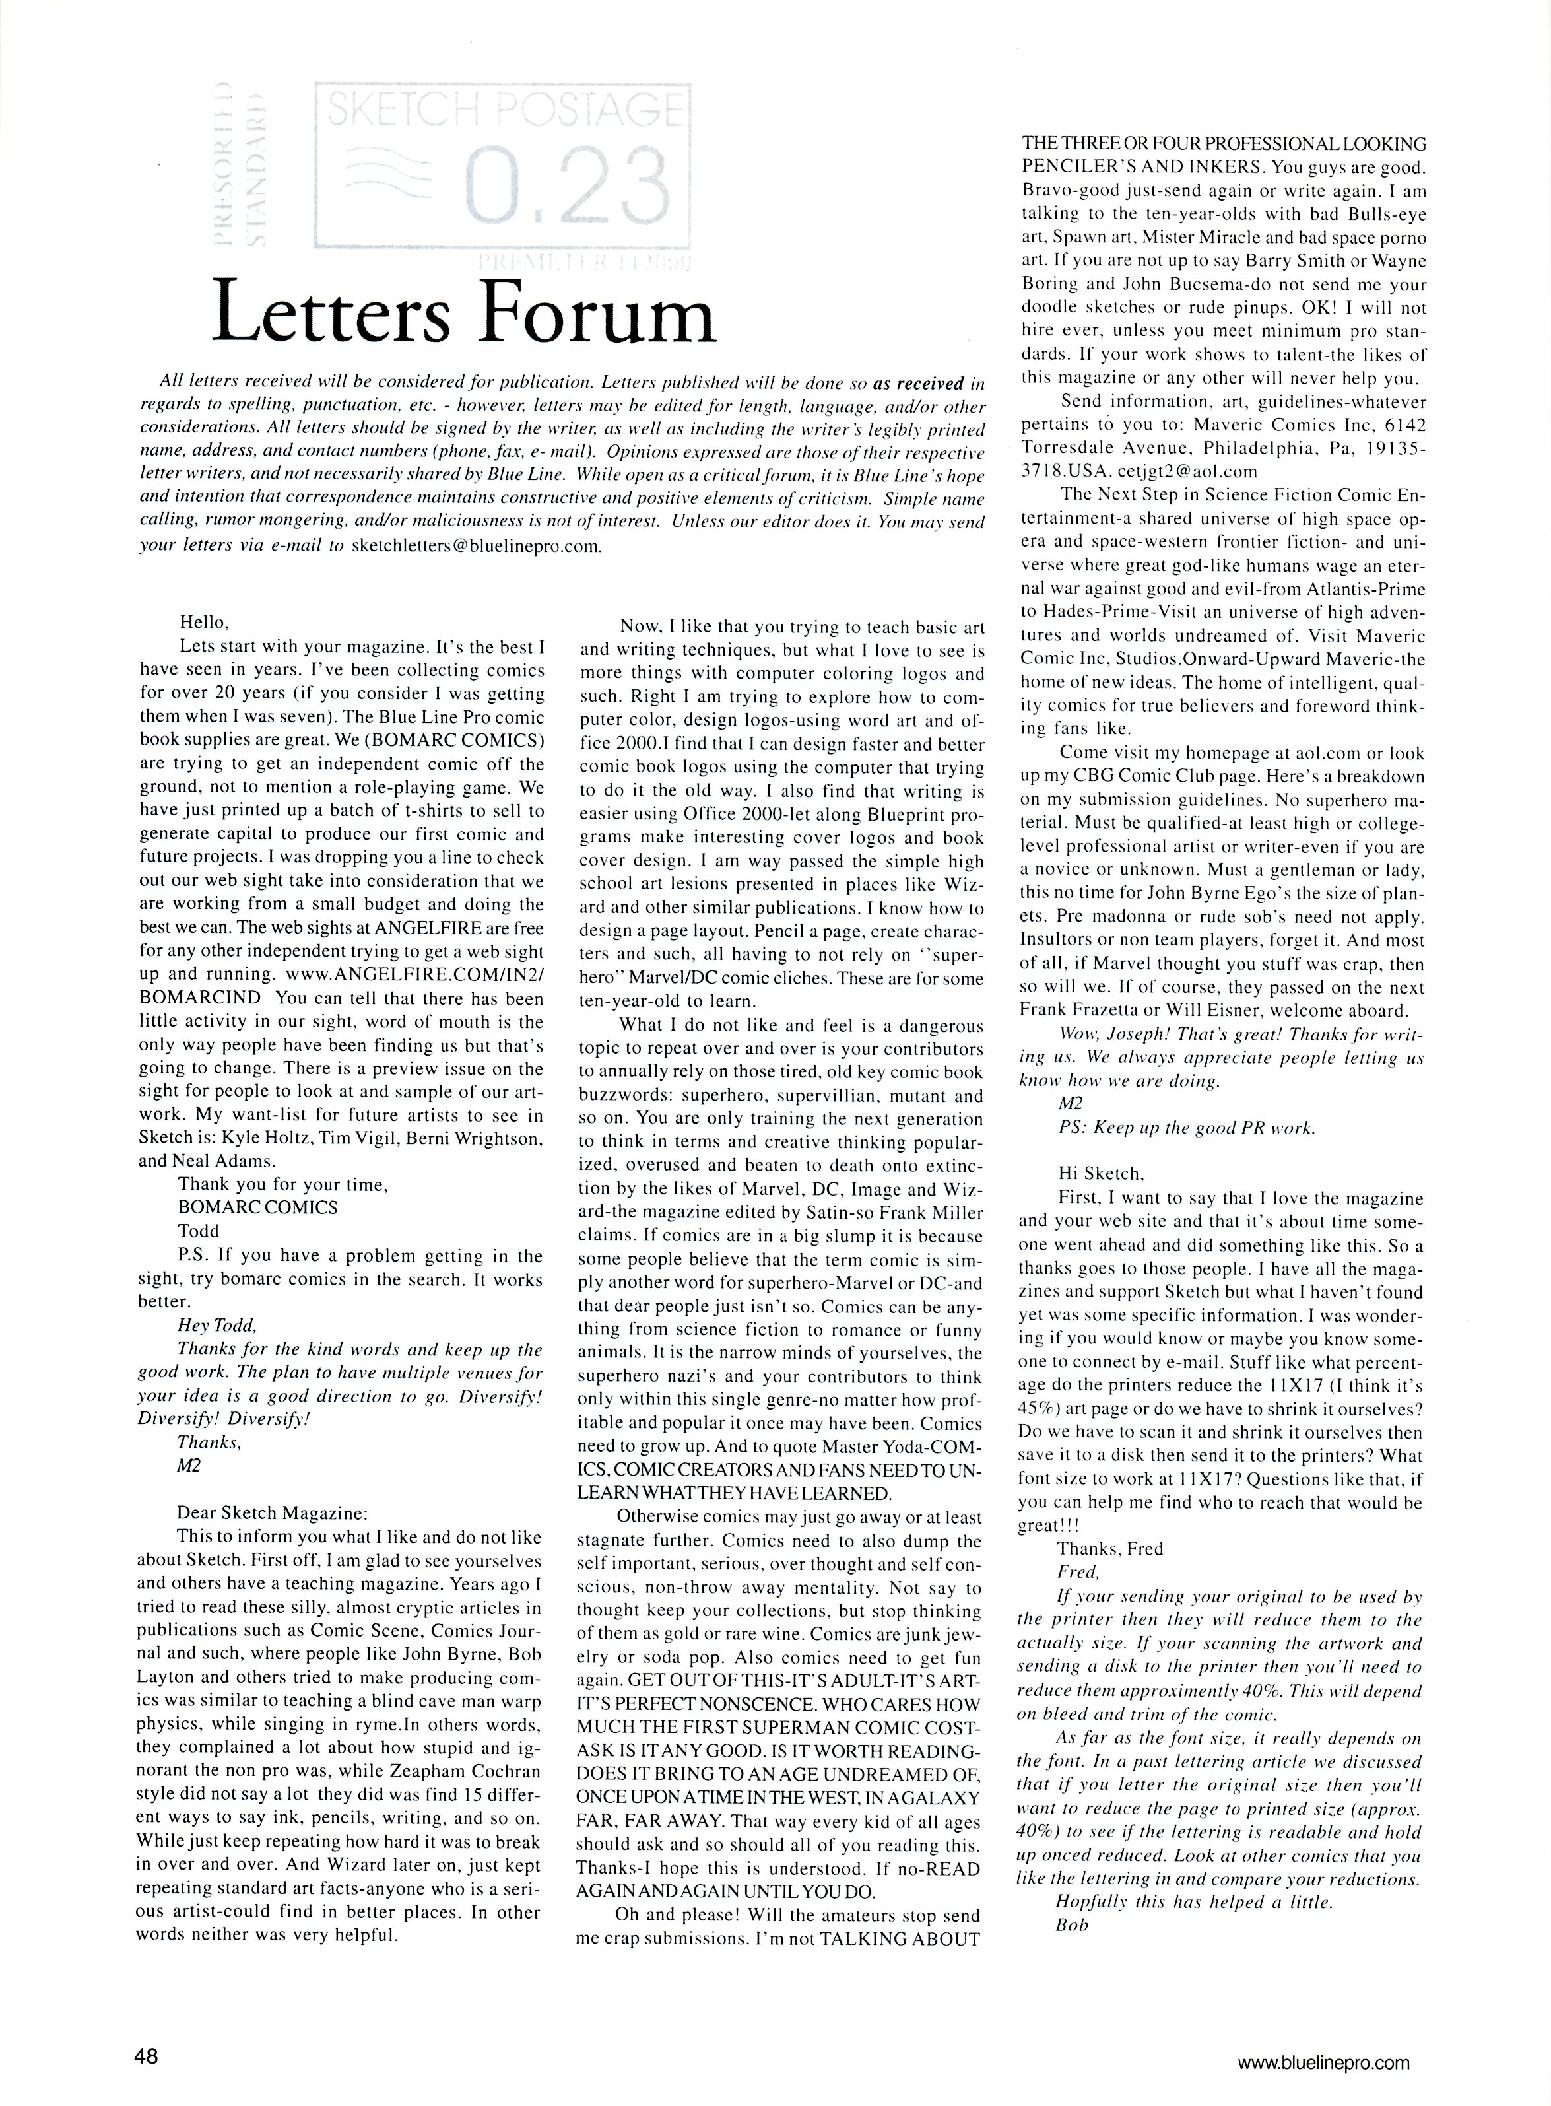 PRESORTED
STANDARD
SKETCH POSTAGE
0.23
Letters Forum
All letters received will be considered for publication. Letters published will be done so as received in
regards to spelling, punctuation, etc. - however, letters may be edited for length, language, and/or other
considerations. All letters should be signed by the writer, as well as including the writer's legibly printed
name, address, and contact numbers (phone, fax, e- mail). Opinions expressed are those of their respective
letter writers, and not necessarily shared by Blue Line. While open as a critical forum, it is Blue Line's hope
and intention that correspondence maintains constructive and positive elements of criticism. Simple name
calling, rumor mongering, and/or maliciousness is not of interest. Unless our editor does it. You may send
your letters via e-mail to sketchletters@bluelinepro.com.
Hello,
Lets start with your magazine. It's the best I
have seen in years. I've been collecting comics
for over 20 years (if you consider I was getting
them when I was seven). The Blue Line Pro comic
book supplies are great. We (BOMARC COMICS)
are trying to get an independent comic off the
ground, not to mention a role-playing game. We
have just printed up a batch of t-shirts to sell to
generate capital to produce our first comic and
future projects. I was dropping you a line to check
out our web sight take into consideration that we
are working from a small budget and doing the
best we can. The web sights at ANGELFIRE are free
for any other independent trying to get a web sight
up and running. www.ANGELFIRE.COM/IN2/
BOMARCIND You can tell that there has been
little activity in our sight, word of mouth is the
only way people have been finding us but that's
going to change. There is a preview issue on the
sight for people to look at and sample of our art-
work. My want-list for future artists to see in
Sketch is: Kyle Holtz, Tim Vigil, Berni Wrightson,
and Neal Adams.
Thank you for your time,
BOMARC COMICS
Todd
P.S. If you have a problem getting in the
sight, try bomarc comics in the search. It works
better.
Hey Todd,
Thanks for the kind words and keep up the
good work. The plan to have multiple venues for
your idea is a good direction to go. Diversify!
Diversify! Diversify!
Thanks,
M2
Dear Sketch Magazine:
This to inform you what I like and do not like
about Sketch. First off, I am glad to see yourselves
and others have a teaching magazine. Years ago I
tried to read these silly, almost cryptic articles in
publications such as Comic Scene, Comics Jour-
nal and such, where people like John Byrne, Bob
Layton and others tried to make producing com-
ics was similar to teaching a blind cave man warp
physics, while singing in ryme.In others words,
they complained a lot about how stupid and ig-
norant the non pro was, while Zeapham Cochran
style did not say a lot they did was find 15 differ-
ent ways to say ink, pencils, writing, and so on.
While just keep repeating how hard it was to break
in over and over. And Wizard later on, just kept
repeating standard art facts-anyone who is a seri-
ous artist-could find in better places. In other
words neither was very helpful.
Now, I like that you trying to teach basic art
and writing techniques, but what I love to see is
more things with computer coloring logos and
such. Right I am trying to explore how to com-
puter color, design logos-using word art and of-
fice 2000.I find that I can design faster and better
comic book logos using the computer that trying
to do it the old way. I also find that writing is
easier using Office 2000-let along Blueprint pro-
grams make interesting cover logos and book
cover design. I am way passed the simple high
school art lesions presented in places like Wiz-
ard and other similar publications. I know how to
design a page layout. Pencil a page, create charac-
ters and such, all having to not rely on "super-
hero" Marvel/DC comic cliches. These are for some
ten-year-old to learn.
What I do not like and feel is a dangerous
topic to repeat over and over is your contributors
to annually rely on those tired, old key comic book
buzzwords: superhero, supervillian, mutant and
so on. You are only training the next generation
to think in terms and creative thinking popular-
ized, overused and beaten to death onto extinc-
tion by the likes of Marvel, DC, Image and Wiz-
ard-the magazine edited by Satin-so Frank Miller
claims. If comics are in a big slump it is because
some people believe that the term comic is sim-
ply another word for superhero-Marvel or DC-and
that dear people just isn't so. Comics can be any-
thing from science fiction to romance or funny
animals. It is the narrow minds of yourselves, the
superhero nazi's and your contributors to think
only within this single genre-no matter how prof-
itable and popular it once may have been. Comics
need to grow up. And to quote Master Yoda-COM-
ICS, COMIC CREATORS AND FANS NEED TO UN-
LEARN WHAT THEY HAVE LEARNED.
Otherwise comics may just go away or at least
stagnate further. Comics need to also dump the
self important, serious, over thought and self con-
scious, non-throw away mentality. Not say to
thought keep your collections, but stop thinking
of them as gold or rare wine. Comics are junk jew-
elry or soda pop. Also comics need to get fun
again. GET OUT OF THIS-IT'S ADULT-IT'S ART-
IT'S PERFECT NONSCENCE. WHO CARES HOW
MUCH THE FIRST SUPERMAN COMIC COST-
ASK IS IT ANY GOOD. IS IT WORTH READING-
DOES IT BRING TO AN AGE UNDREAMED OF,
ONCE UPON A TIME IN THE WEST, IN A GALAXY
FAR, FAR AWAY. That way every kid of all ages
should ask and so should all of you reading this.
Thanks-I hope this is understood. If no-READ
AGAIN AND AGAIN UNTIL YOU DO.
Oh and please! Will the amateurs stop send
me crap submissions. I'm not TALKING ABOUT
THE THREE OR FOUR PROFESSIONAL LOOKING
PENCILER'S AND INKERS. You guys are good.
Bravo-good just-send again or write again. I am
talking to the ten-year-olds with bad Bulls-eye
art, Spawn art, Mister Miracle and bad space porno
art. If you are not up to say Barry Smith or Wayne
Boring and John Bucsema-do not send me your
doodle sketches or rude pinups. OK! I will not
hire ever, unless you meet minimum pro stan-
dards. If your work shows to talent-the likes of
this magazine or any other will never help you.
Send information, art, guidelines-whatever
pertains to you to: Maveric Comics Inc, 6142
Torresdale Avenue, Philadelphia, Pa, 19135-
3718.USA. cetjgt2@aol.com
The Next Step in Science Fiction Comic En-
tertainment-a shared universe of high space op-
era and space-western frontier fiction- and uni-
verse where great god-like humans wage an eter-
nal war against good and evil-from Atlantis-Prime
to Hades-Prime-Visit an universe of high adven-
tures and worlds undreamed of. Visit Maveric
Comic Inc, Studios.Onward-Upward Maveric-the
home of new ideas. The home of intelligent, qual-
ity comics for true believers and foreword think-
ing fans like.
Come visit my homepage at aol.com or look
up my CBG Comic Club page. Here's a breakdown
on my submission guidelines. No superhero ma-
terial. Must be qualified-at least high or college-
level professional artist or writer-even if you are
a novice or unknown. Must a gentleman or lady,
this no time for John Byrne Ego's the size of plan-
ets. Pre madonna or rude sob's need not apply.
Insultors or non team players, forget it. And most
of all, if Marvel thought you stuff was crap, then
so will we. If of course, they passed on the next
Frank Frazetta or Will Eisner, welcome aboard.
Wow, Joseph! That's great! Thanks for writ-
ing us. We always appreciate people letting us
know how we are doing.
M2
PS: Keep up the good PR work.
Hi Sketch,
First, I want to say that I love the magazine
and your web site and that it's about time some-
one went ahead and did something like this. So a
thanks goes to those people. I have all the maga-
zines and support Sketch but what I haven't found
yet was some specific information. I was wonder-
ing if you would know or maybe you know some-
one to connect by e-mail. Stuff like what percent-
age do the printers reduce the 11X17 (I think it's
45%) art page or do we have to shrink it ourselves?
Do we have to scan it and shrink it ourselves then
save it to a disk then send it to the printers? What
font size to work at 11X17? Questions like that, if
you can help me find who to reach that would be
great!!!
Thanks, Fred
Fred,
If your sending your original to be used by
the printer then they will reduce them to the
actually size. If your scanning the artwork and
sending a disk to the printer then you'll need to
reduce them approximently 40%. This will depend
on bleed and trim of the comic.
As far as the font size, it really depends on
the font. In a past lettering article we discussed
that if you letter the original size then you'll
want to reduce the page to printed size (approx.
40%) to see if the lettering is readable and hold
up onced reduced. Look at other comics that you
like the lettering in and compare your reductions.
Hopfully this has helped a little.
Bob
48
www.bluelinepro.com